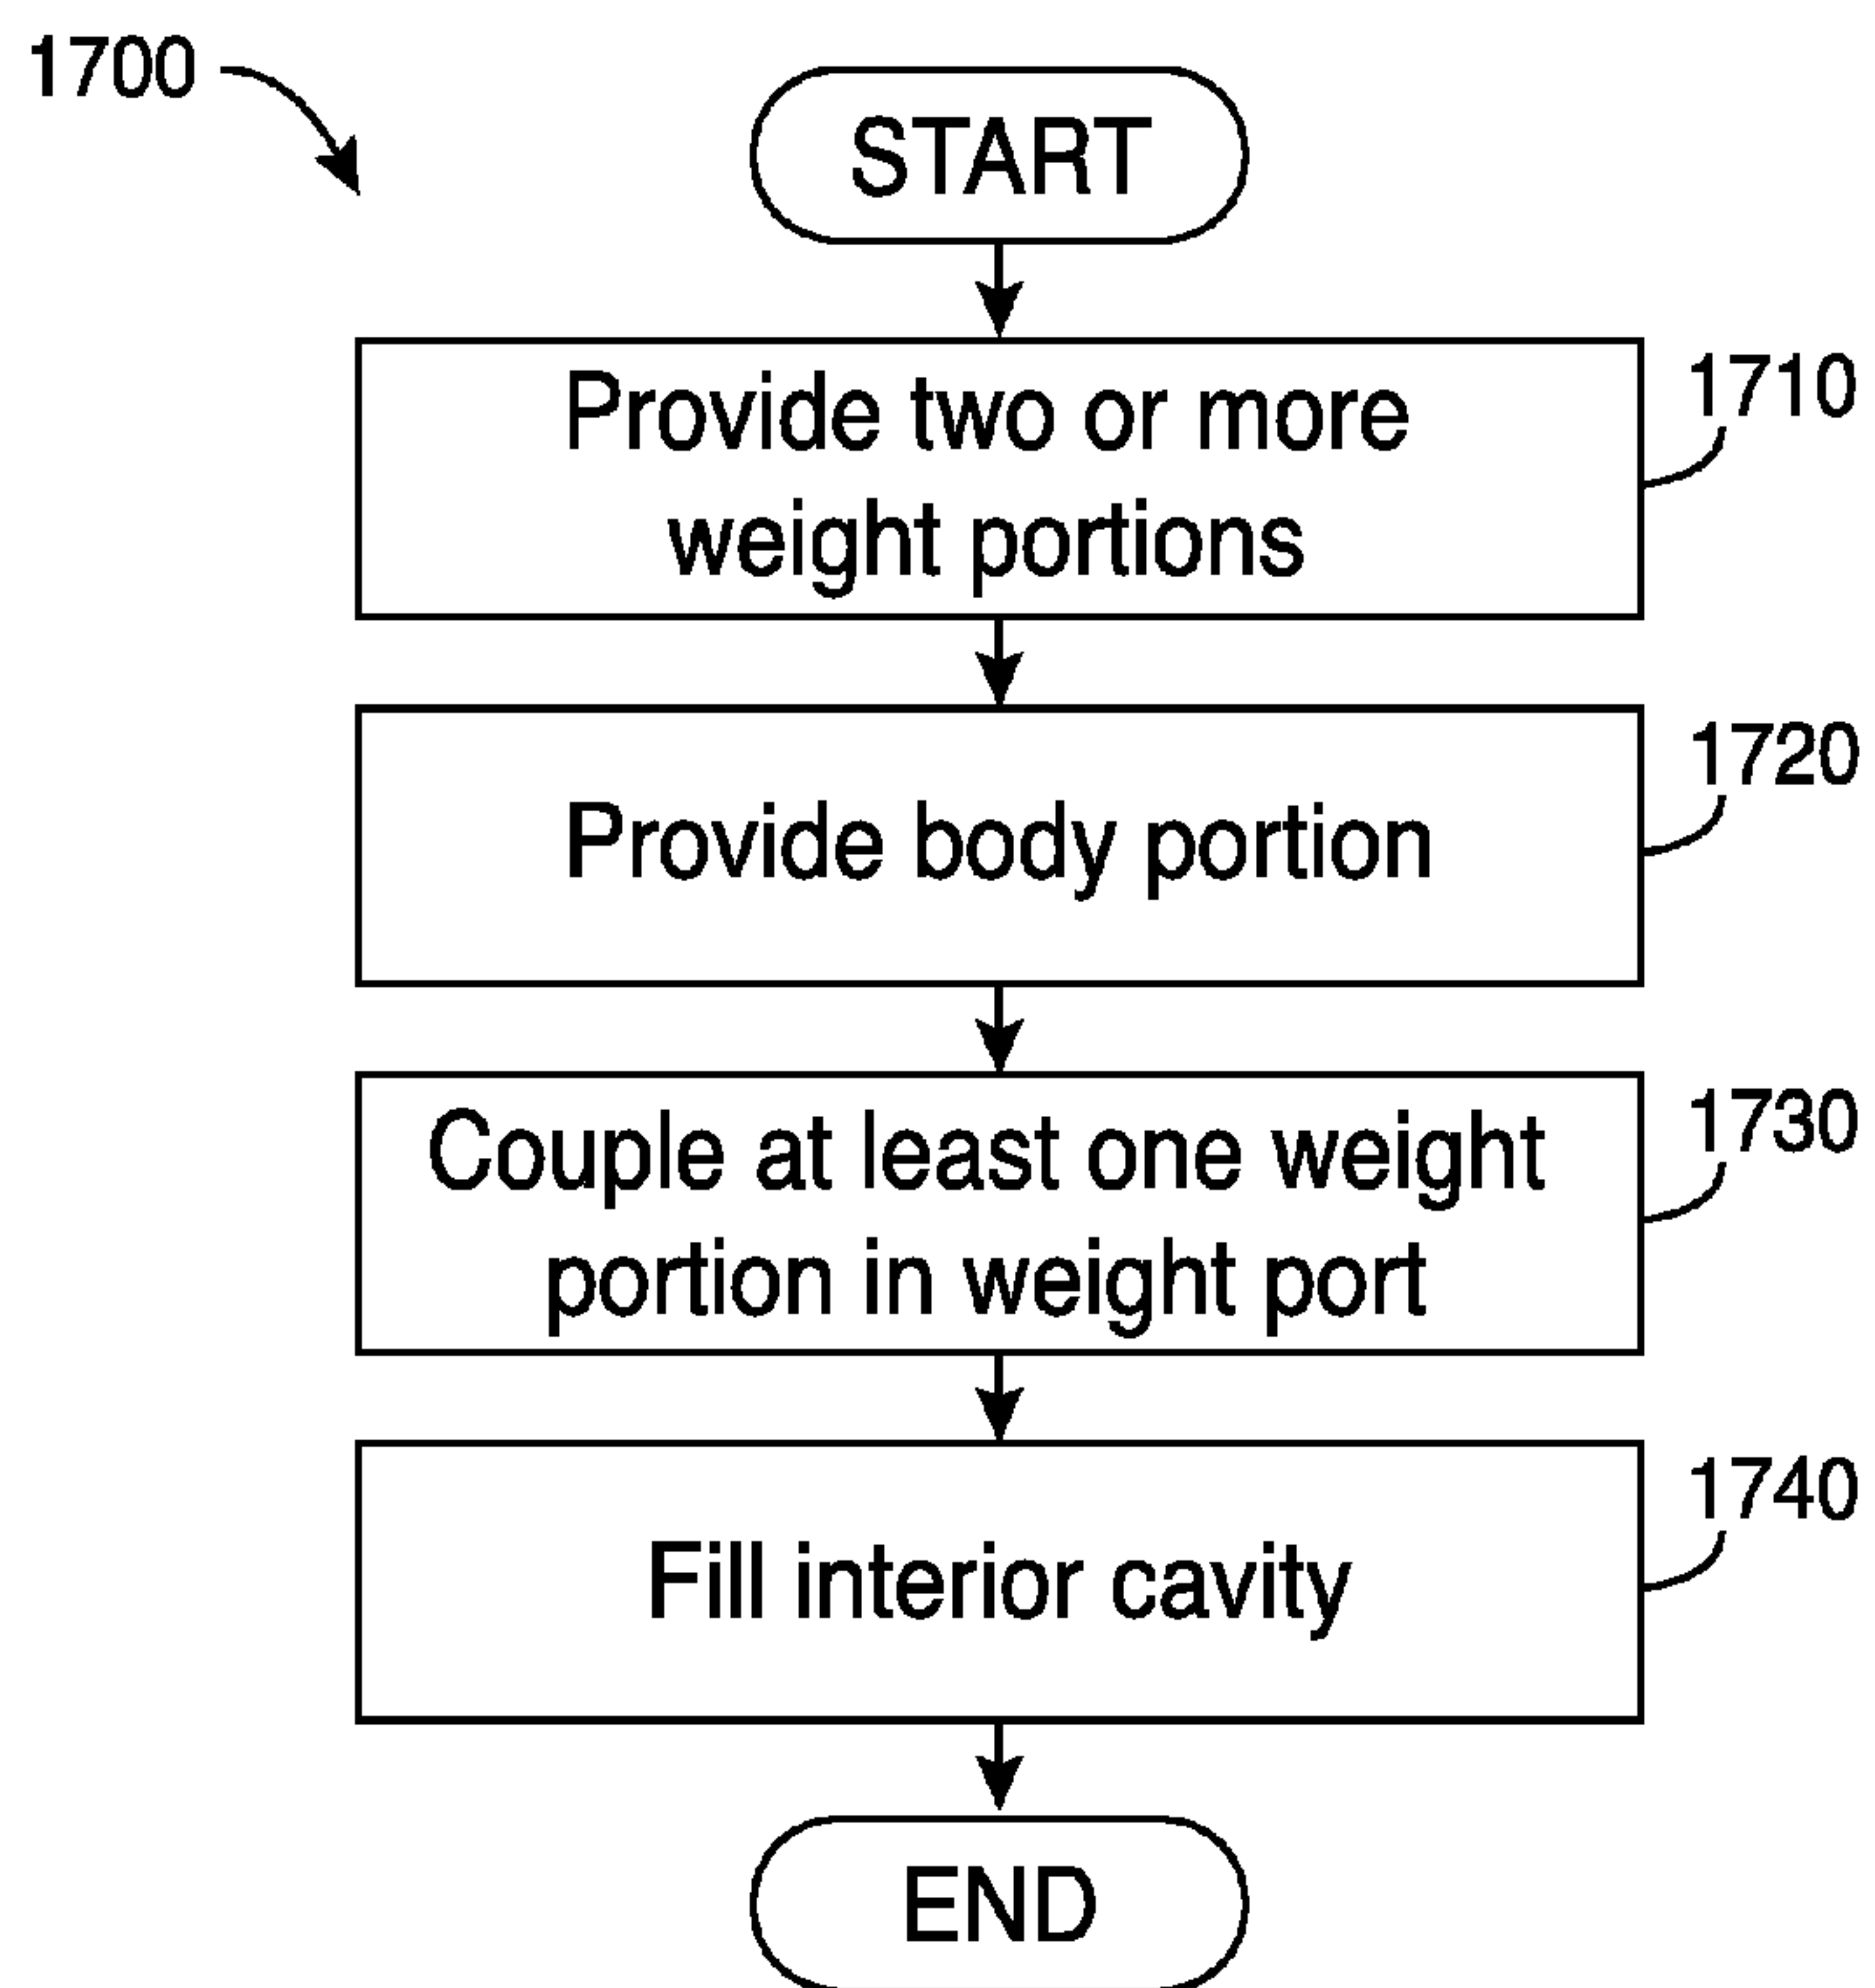 1700
START
Provide two or more
weight portions
1710
Provide body portion
1720
Couple at least one weight
portion in weight port
1730
Fill interior cavity
1740
END